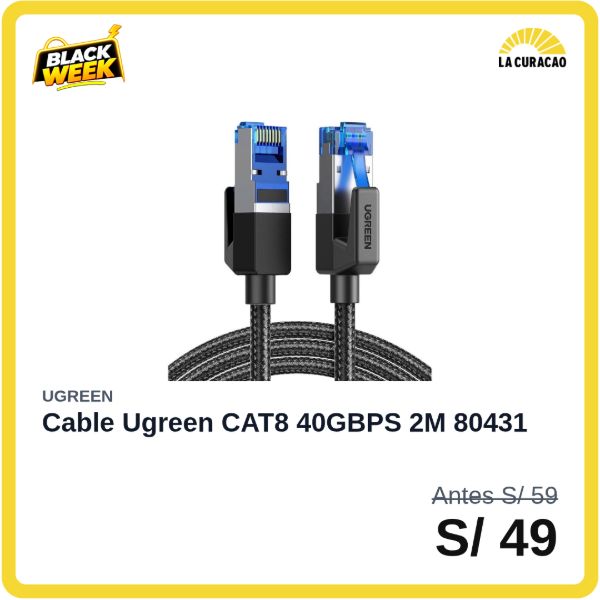 BLACK
WEEK
LA CURACAO
UGREEN
UGREEN
Cable Ugreen CAT8 40GBPS 2M 80431
Antes S/ 59
S/ 49